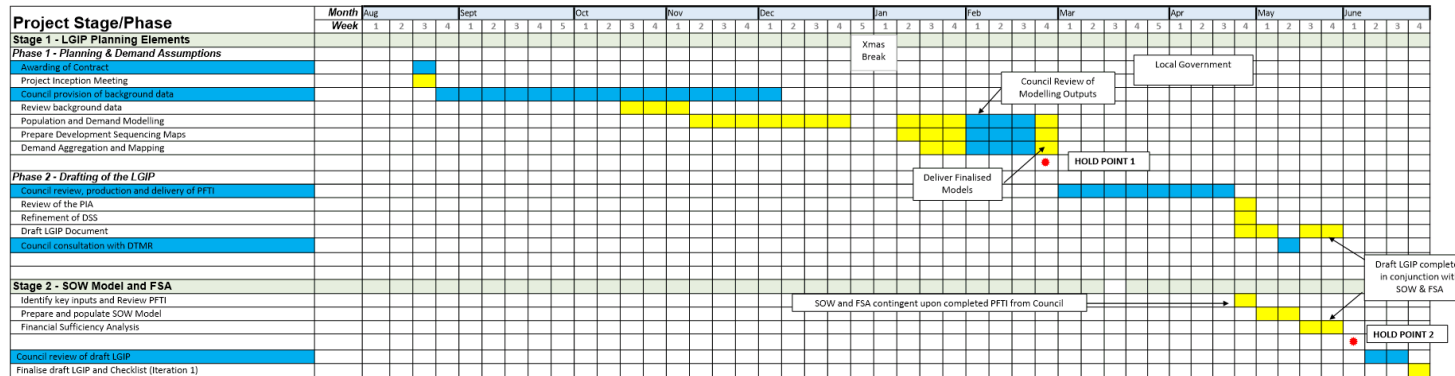 Project Stage/Phase
Month Aug Sept Oct Nov Dec Jan Feb Mar Apr May June
Week 1 2 3 4 1 2 3 4 5 1 2 3 4 1 2 3 4 1 2 3 4 5 1 2 3 4 1 2 3 4 1 2 3 4 5 1 2 3 4 1 2 3 4 1 2 3 4
Stage 1 - LGIP Planning Elements
Xmas
Break
Phase 1 - Planning & Demand Assumptions
Local Government
Awarding of Contract
Project Inception Meeting
Council Review of
Modelling Outputs
Council provision of background data
Review background data
Population and Demand Modelling
Prepare Development Sequencing Maps
Demand Aggregation and Mapping
HOLD POINT 1
Phase 2 - Drafting of the LGIP
Deliver Finalised
Models
Council review, production and delivery of PFTI
Review of the PIA
Refinement of DSS
Draft LGIP Document
Council consultation with DTMR
Draft LGIP complete
in conjunction wit
SOW & FSA
Stage 2 - SOW Model and FSA
Identify key inputs and Review PFTI
SOW and FSA contingent upon completed PFTI from Council
Prepare and populate SOW Model
Financial Sufficiency Analysis
HOLD POINT 2
Council review of draft LGIP
Finalise draft LGIP and Checklist (Iteration 1)